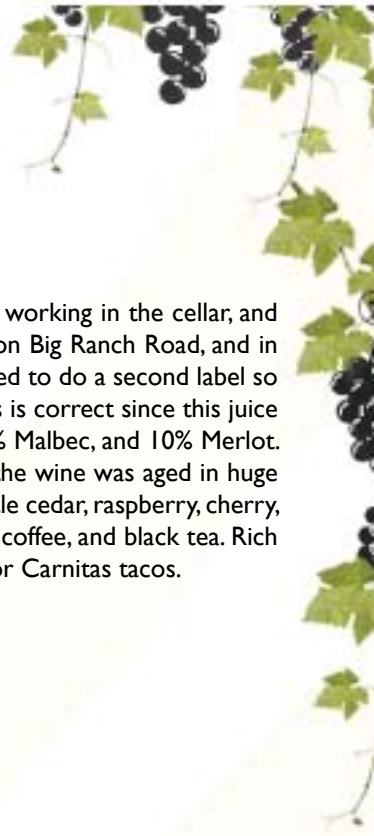 working in the cellar, and
on Big Ranch Road, and in
ed to do a second label so
s is correct since this juice
% Malbec, and 10% Merlot.
the wine was aged in huge
le cedar, raspberry, cherry,
coffee, and black tea. Rich
or Carnitas tacos.